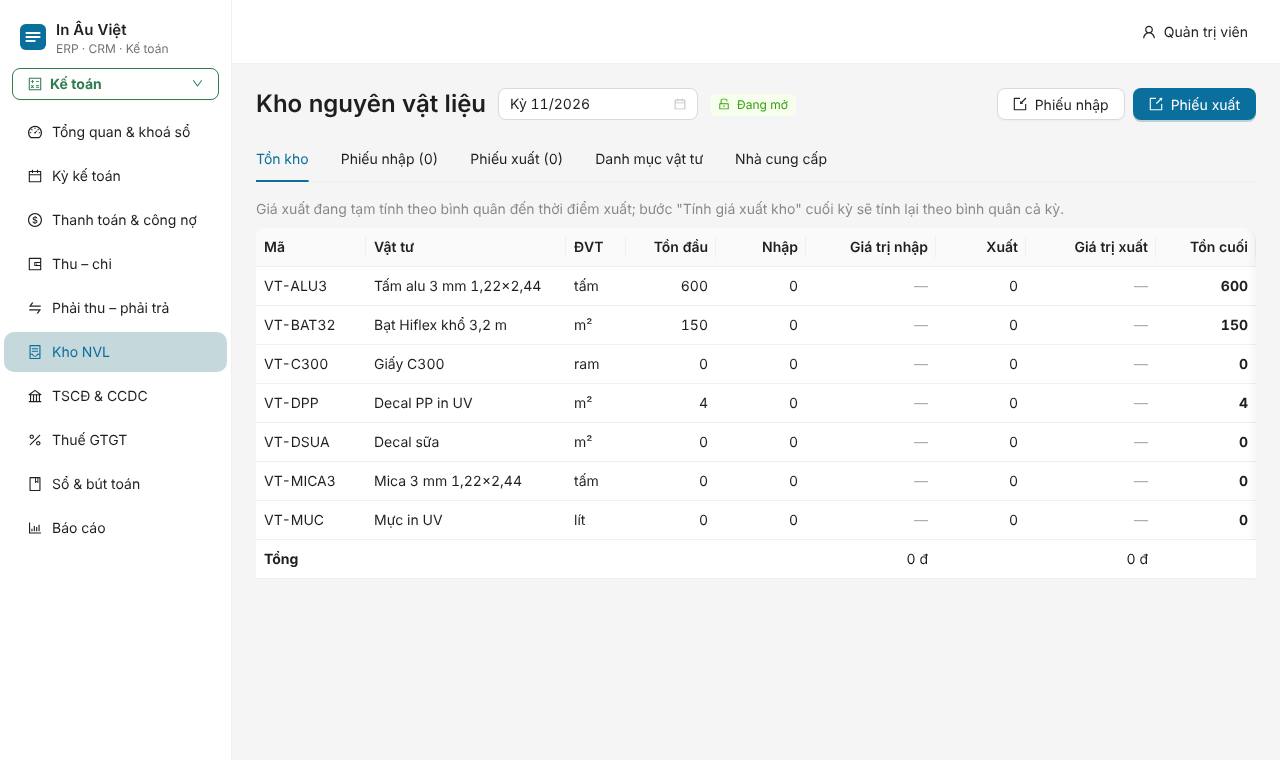 In Âu Việt
ERP · CRM · Kế toán
Kế toán
Tổng quan & khoá sổ
Kỳ kế toán
Thanh toán & công nợ
Thu – chi
Phải thu – phải trả
Kho NVL
TSCĐ & CCDC
Thuế GTGT
Sổ & bút toán
Báo cáo
Quản trị viên
Kho nguyên vật liệu Kỳ 11/2026 Đang mở Phiếu nhập Phiếu xuất
Tồn kho Phiếu nhập (0) Phiếu xuất (0) Danh mục vật tư Nhà cung cấp
Giá xuất đang tạm tính theo bình quân đến thời điểm xuất; bước "Tính giá xuất kho" cuối kỳ sẽ tính lại theo bình quân cả kỳ.
Mã Vật tư ĐVT Tồn đầu Nhập Giá trị nhập Xuất Giá trị xuất Tồn cuối
VT-ALU3 Tấm alu 3 mm 1,22×2,44 tấm 600 0 — 0 — 600
VT-BAT32 Bạt Hiflex khổ 3,2 m m² 150 0 — 0 — 150
VT-C300 Giấy C300 ram 0 0 — 0 — 0
VT-DPP Decal PP in UV m² 4 0 — 0 — 4
VT-DSUA Decal sữa m² 0 0 — 0 — 0
VT-MICA3 Mica 3 mm 1,22×2,44 tấm 0 0 — 0 — 0
VT-MUC Mực in UV lít 0 0 — 0 — 0
Tổng 0 đ 0 đ